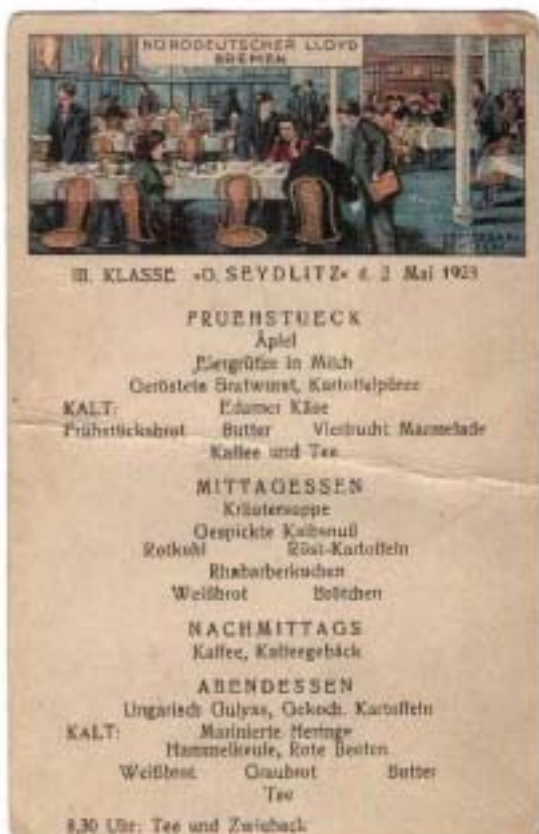 NORDDEUTSCHER LLOYD
BREMEN
III. KLASSE »D. SEYDLITZ« d. 2. Mai 1923
FRUEHSTUECK
Äpfel
Eiergrütze in Milch
Geröstete Bratwurst, Kartoffelpüree
KALT: Edamer Käse
Frühstücksbrot Butter Vierfrucht Marmelade
Kaffee und Tee
MITTAGESSEN
Kräutersuppe
Gespickte Kalbsnuß
Rotkohl Röst-Kartoffeln
Rhabarberkuchen
Weißbrot Brötchen
NACHMITTAGS
Kaffee, Kaffeegebäck
ABENDESSEN
Ungarisch Gulyas, Gekoch. Kartoffeln
KALT: Marinierte Heringe
Hammelkeule, Rote Beeten
Weißbrot Graubrot Butter
Tee
8,30 Uhr: Tee und Zwieback